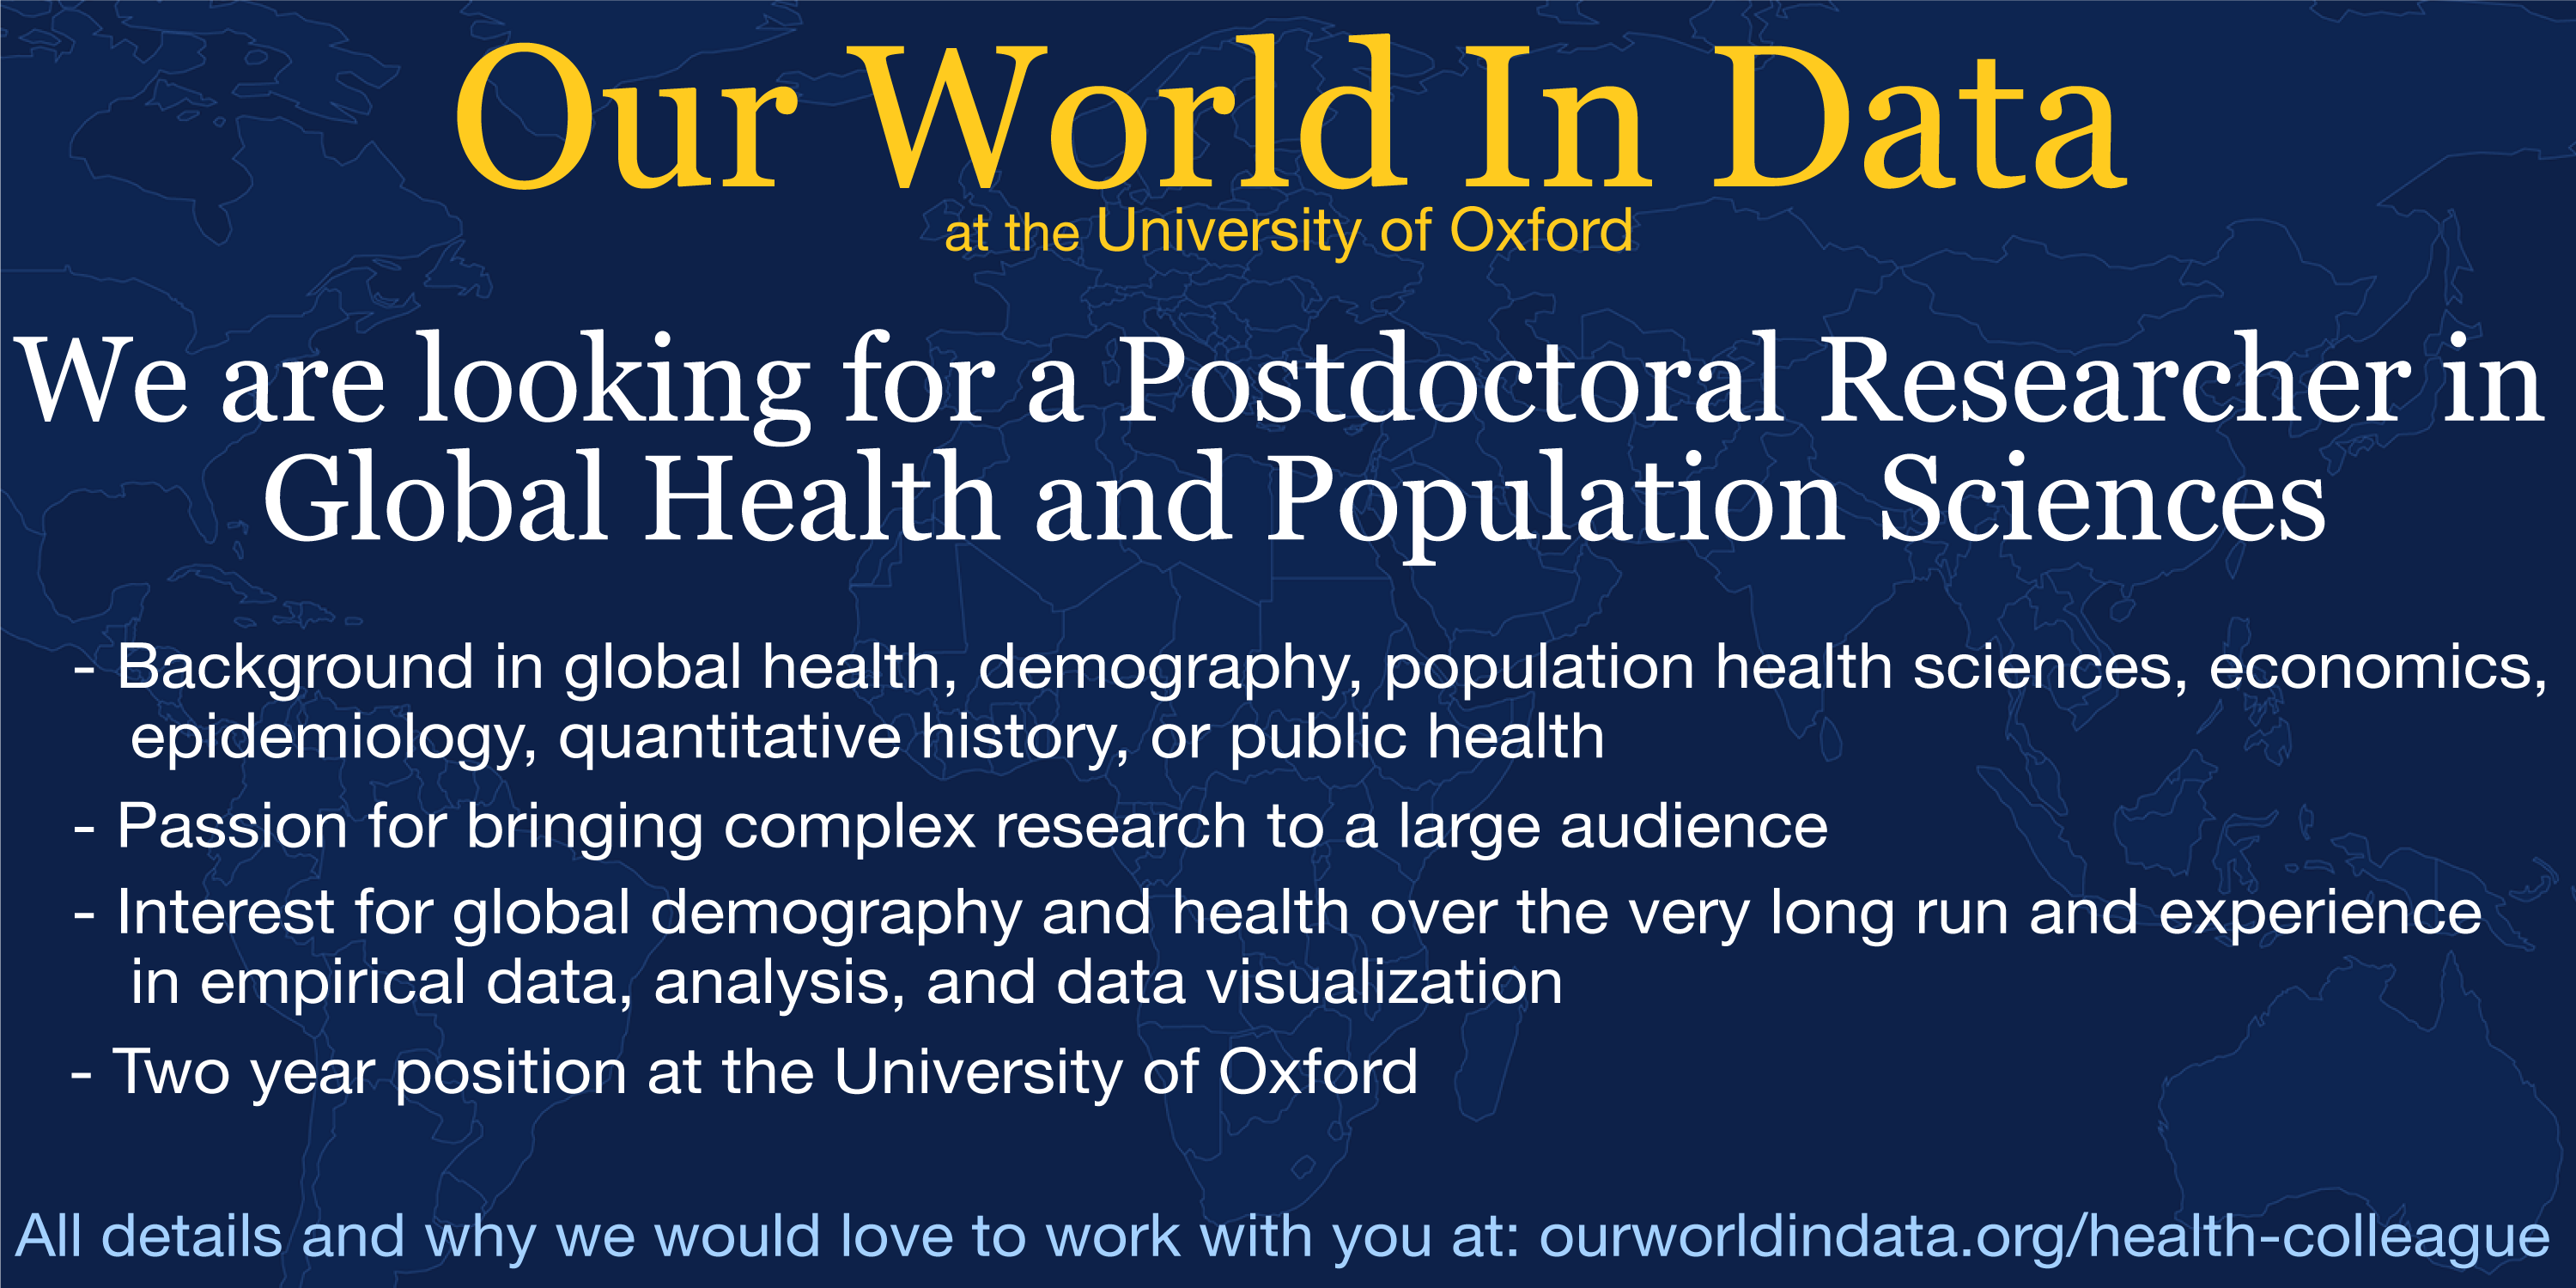 Our World In Data
at the University of Oxford
We are looking for a Postdoctoral Researcher in
Global Health and Population Sciences
- Background in global health, demography, population health sciences, economics,
epidemiology, quantitative history, or public health
- Passion for bringing complex research to a large audience
- Interest for global demography and health over the very long run and experience
in empirical data, analysis, and data visualization
- Two year position at the University of Oxford
All details and why we would love to work with you at: ourworldindata.org/health-colleague